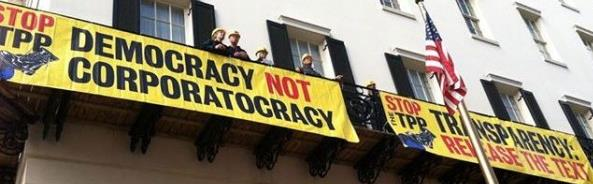 STOP
TPP
DEMOCRACY NOT
CORPORATOCRACY
STOP
THE
TPP
TRANSPARENCY:
RELEASE THE TEXT